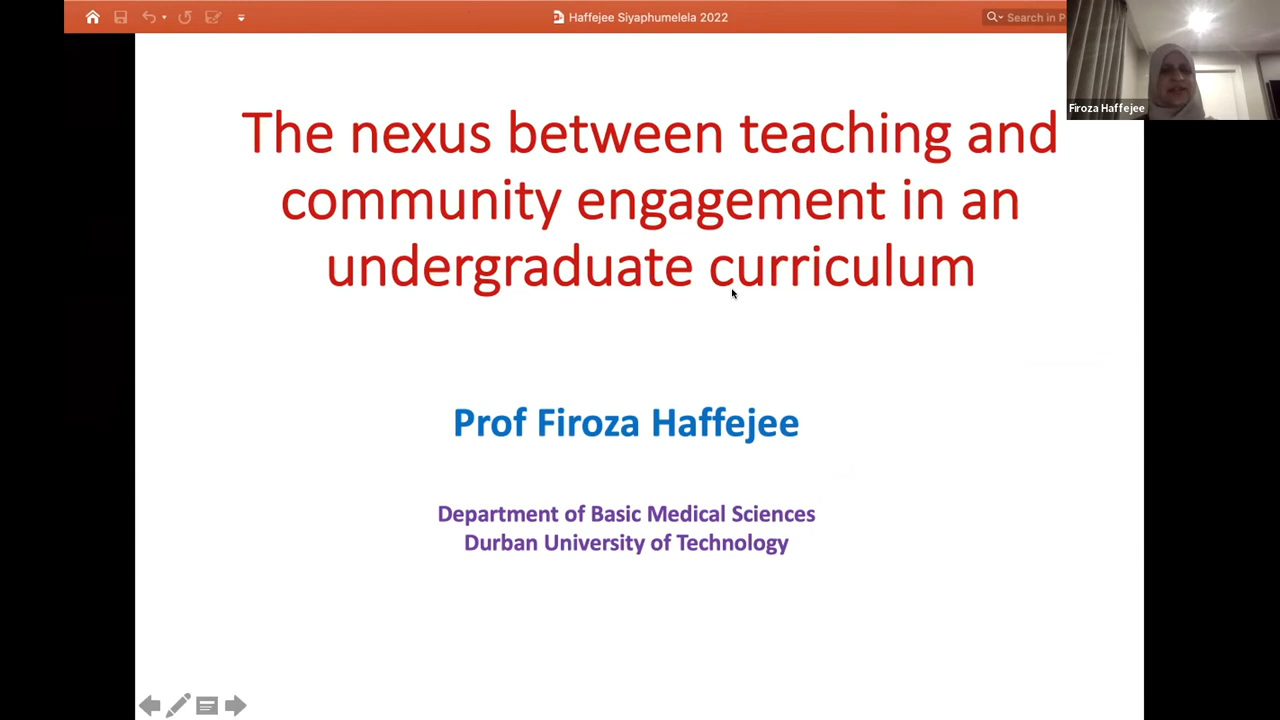 Haffejee Siyaphumelela 2022
Search in P
Firoza Haffejee
The nexus between teaching and
community engagement in an
undergraduate curriculum
Prof Firoza Haffejee
Department of Basic Medical Sciences
Durban University of Technology